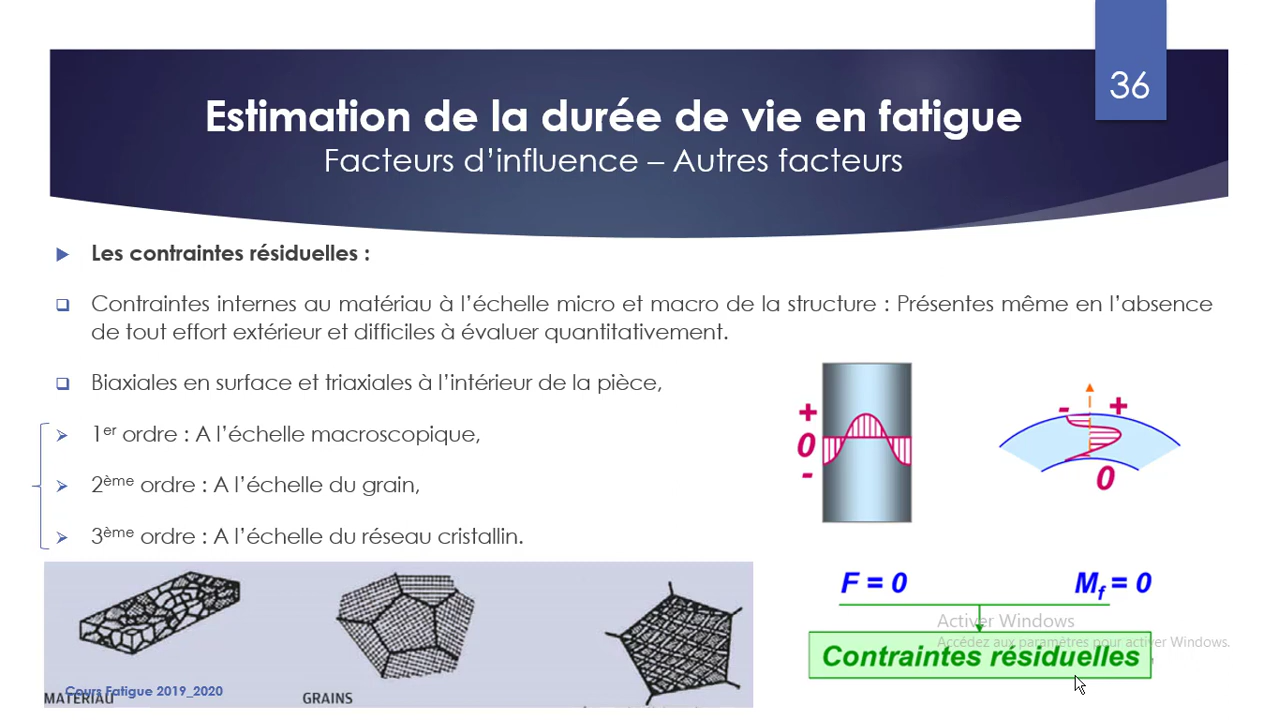 36
Estimation de la durée de vie en fatigue
Facteurs d'influence – Autres facteurs
Les contraintes résiduelles :
Contraintes internes au matériau à l'échelle micro et macro de la structure : Présentes même en l'absence
de tout effort extérieur et difficiles à évaluer quantitativement.
Biaxiales en surface et triaxiales à l'intérieur de la pièce,
1er ordre : A l'échelle macroscopique,
2ème ordre : A l'échelle du grain,
3ème ordre : A l'échelle du réseau cristallin.
+
0
-
- +
0
F = 0
Mf = 0
Activer Windows
Accédez aux paramètres pour activer Windows.
Contraintes résiduelles
Cours Fatigue 2019_2020
MATERIAU
GRAINS